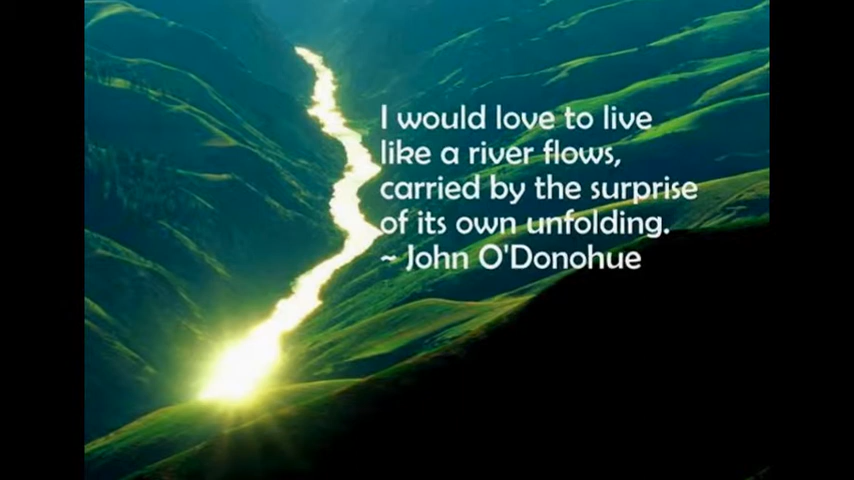 I would love to live
like a river flows,
carried by the surprise
of its own unfolding.
~ John O'Donohue